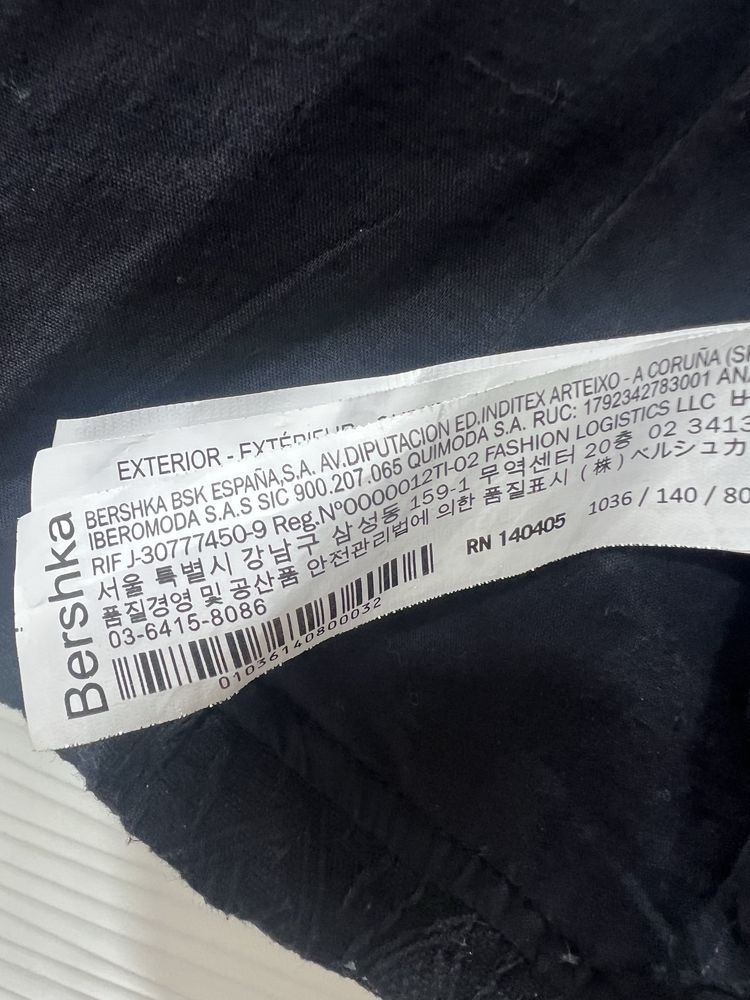 EXTERIOR - EXTÉRIEUR -
BERSHKA BSK ESPAÑA,S.A. AV.DIPUTACION ED.INDITEX ARTEIXO - A CORUÑA
IBEROMODA S.A.S SIC 900.207.065 QUIMODA S.A. RUC: 1792342783001
RIF J-30777450-9 Reg.Nº0000012TI-02 FASHION LOGISTICS LLC
서울 특별시 강남구 삼성동 159-1 무역센터 20층 02 3413
품질경영 및 공산품 안전관리법에 의한 품질표시 (株)ベルシュカ
03-6415-8086
RN 140405
1036 / 140 / 80
01036140800032
Bershka